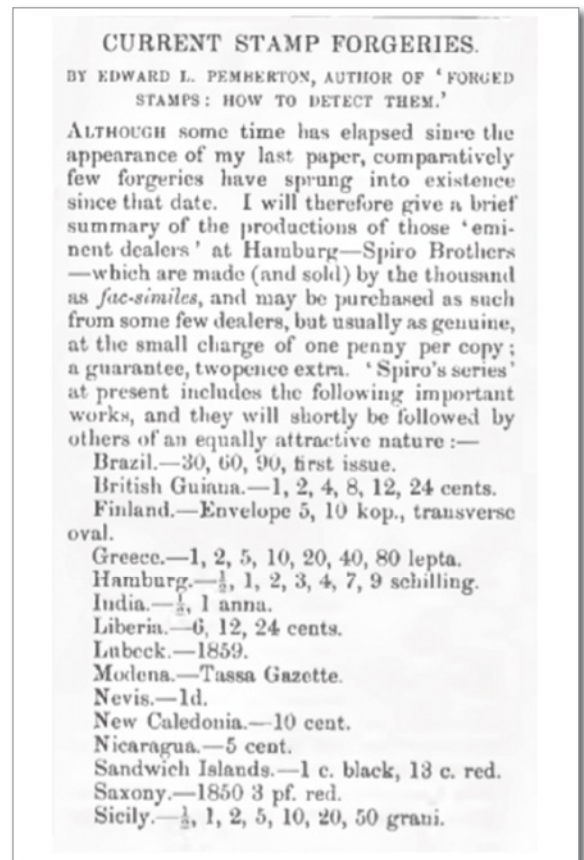 CURRENT STAMP FORGERIES.
BY EDWARD L. PEMBERTON, AUTHOR OF ‘FORGED
STAMPS: HOW TO DETECT THEM.’
ALTHOUGH some time has elapsed since the
appearance of my last paper, comparatively
few forgeries have sprung into existence
since that date. I will therefore give a brief
summary of the productions of those ‘emi-
nent dealers’ at Hamburg—Spiro Brothers
—which are made (and sold) by the thousand
as fac-similes, and may be purchased as such
from some few dealers, but usually as genuine,
at the small charge of one penny per copy;
a guarantee, twopence extra. ‘Spiro’s series’
at present includes the following important
works, and they will shortly be followed by
others of an equally attractive nature:—
Brazil.—30, 60, 90, first issue.
British Guiana.—1, 2, 4, 8, 12, 24 cents.
Finland.—Envelope 5, 10 kop., transverse
oval.
Greece.—1, 2, 5, 10, 20, 40, 80 lepta.
Hamburg.—½, 1, 2, 3, 4, 7, 9 schilling.
India.—½, 1 anna.
Liberia.—6, 12, 24 cents.
Lubeck.—1859.
Modena.—Tassa Gazette.
Nevis.—1d.
New Caledonia.—10 cent.
Nicaragua.—5 cent.
Sandwich Islands.—1 c. black, 13 c. red.
Saxony.—1850 3 pf. red.
Sicily.—½, 1, 2, 5, 10, 20, 50 grani.